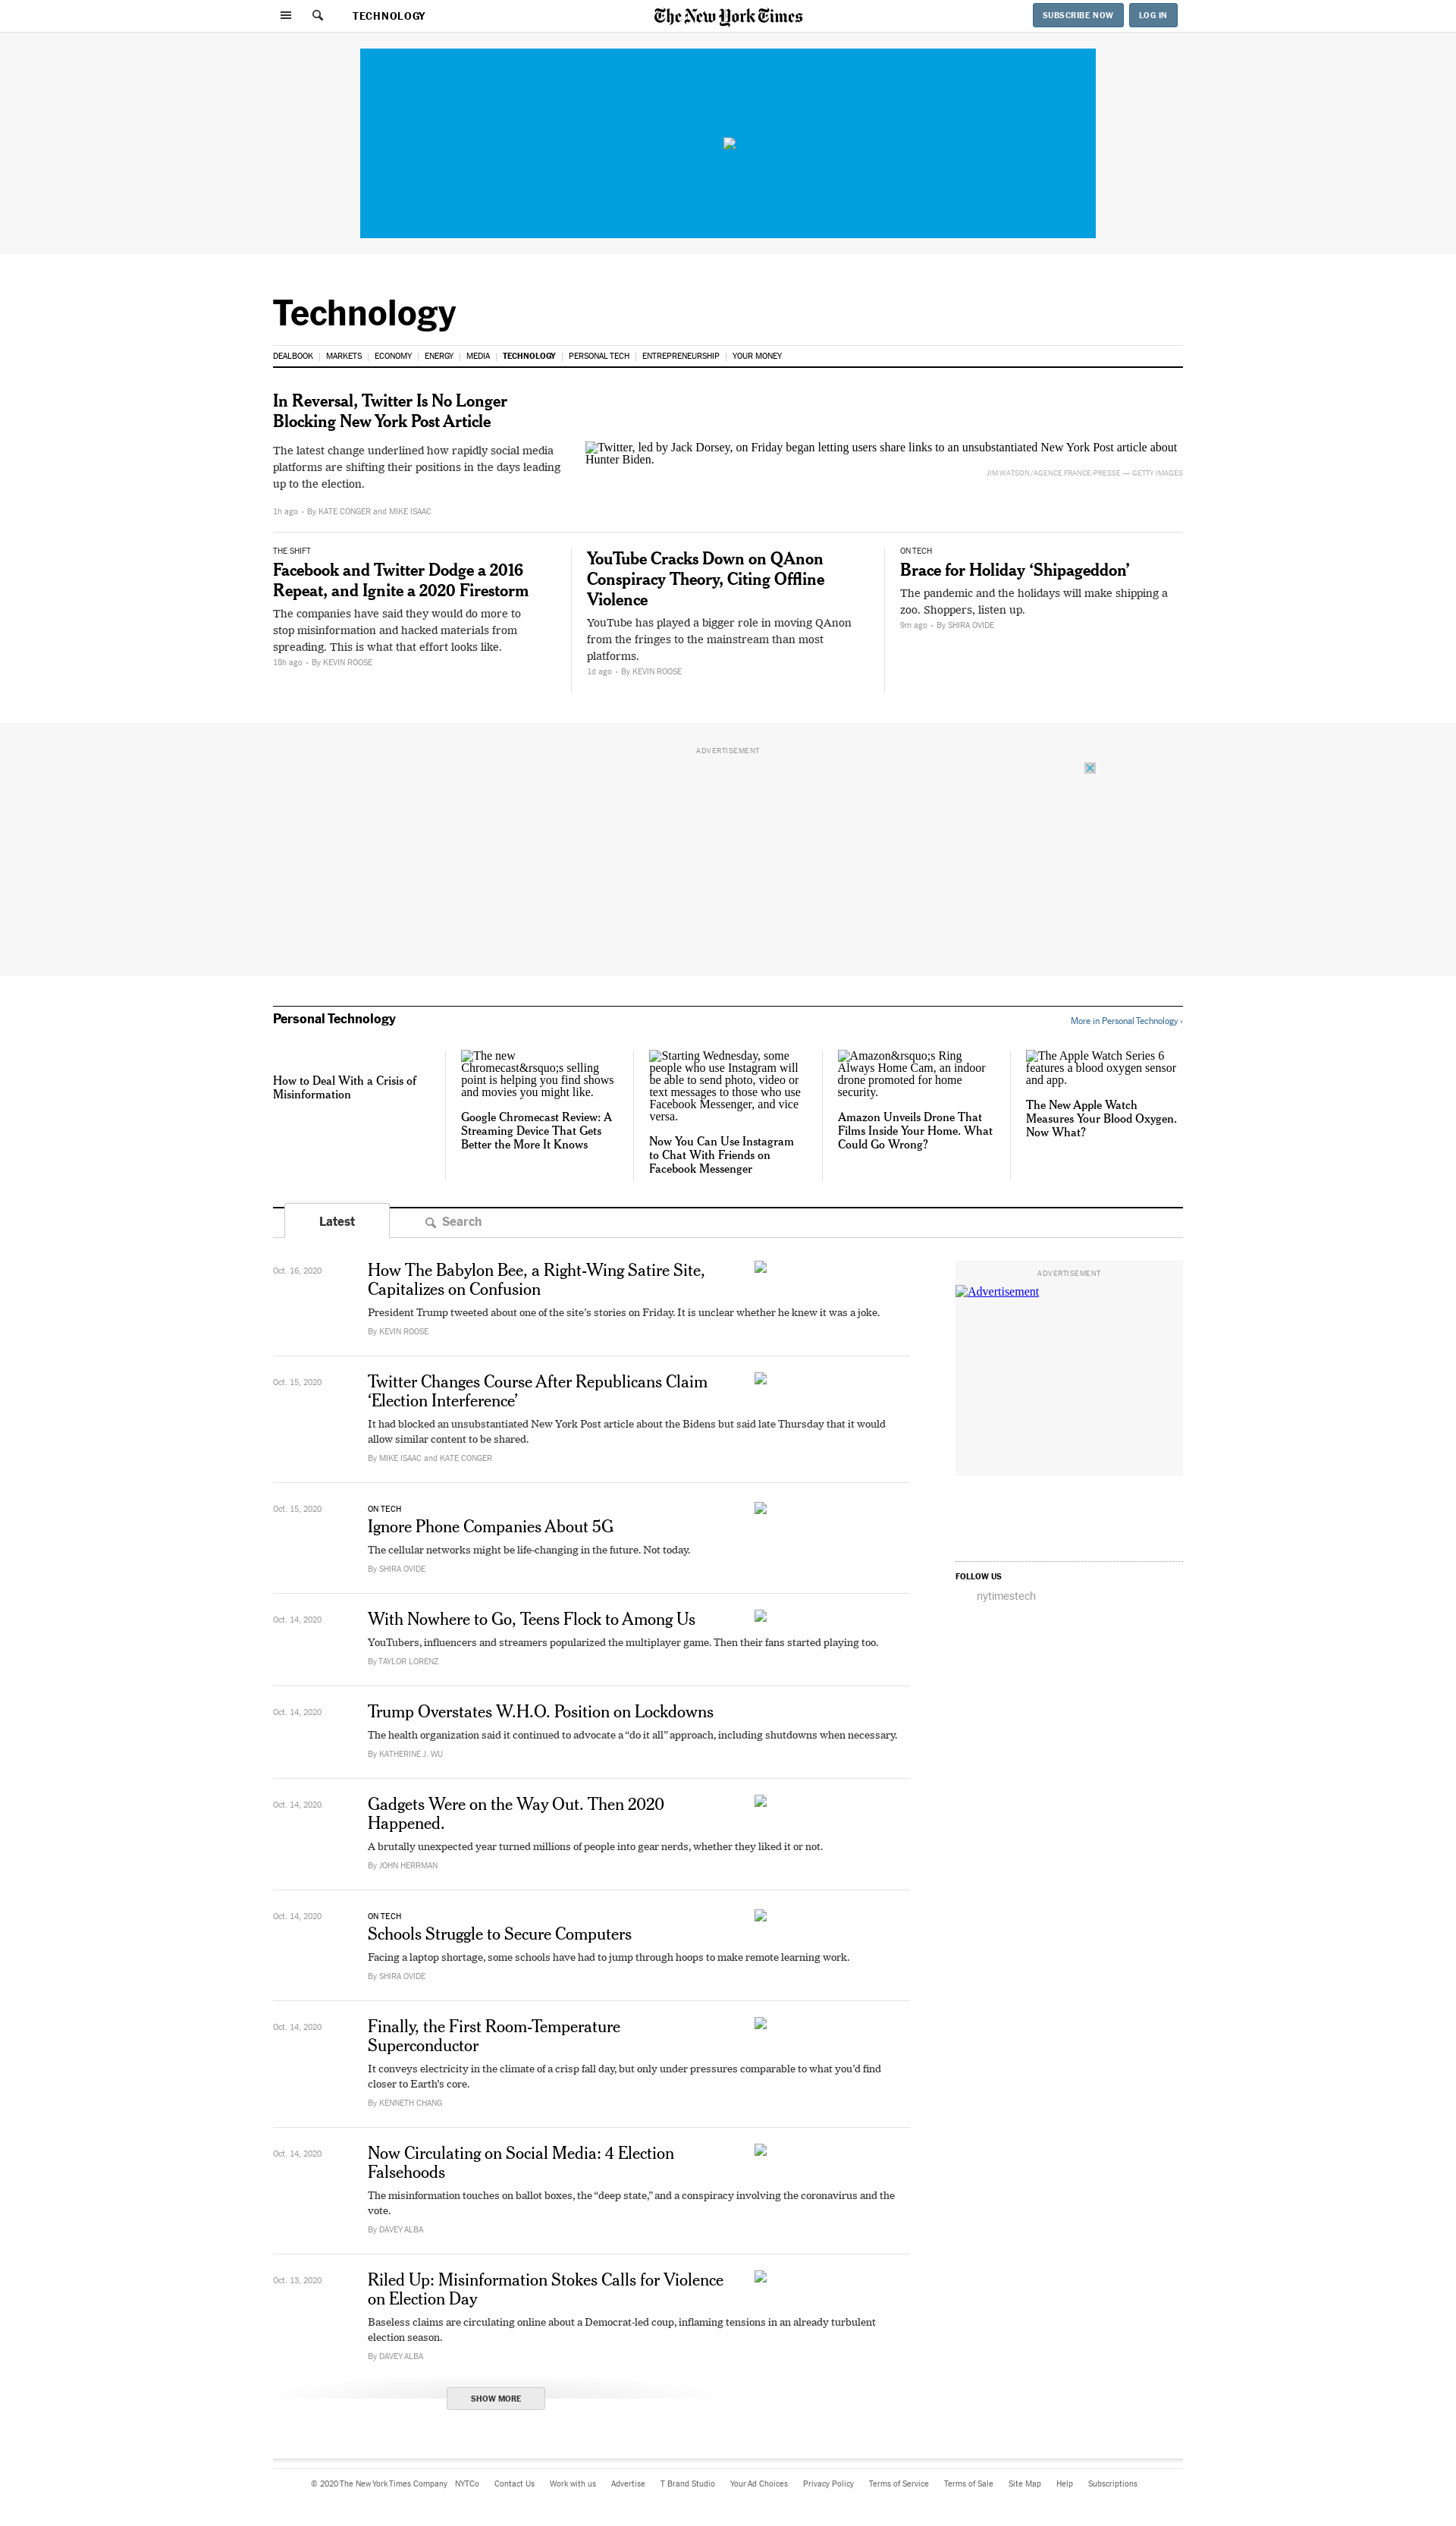 TECHNOLOGY
The New York Times
SUBSCRIBE NOW
LOG IN
Technology
DEALBOOK | MARKETS | ECONOMY | ENERGY | MEDIA | TECHNOLOGY | PERSONAL TECH | ENTREPRENEURSHIP | YOUR MONEY
In Reversal, Twitter Is No Longer
Blocking New York Post Article
The latest change underlined how rapidly social media
platforms are shifting their positions in the days leading
up to the election.
1h ago • By KATE CONGER and MIKE ISAAC
Twitter, led by Jack Dorsey, on Friday began letting users share links to an unsubstantiated New York Post article about
Hunter Biden.
JIM WATSON/AGENCE FRANCE-PRESSE — GETTY IMAGES
THE SHIFT
Facebook and Twitter Dodge a 2016
Repeat, and Ignite a 2020 Firestorm
The companies have said they would do more to
stop misinformation and hacked materials from
spreading. This is what that effort looks like.
18h ago • By KEVIN ROOSE
YouTube Cracks Down on QAnon
Conspiracy Theory, Citing Offline
Violence
YouTube has played a bigger role in moving QAnon
from the fringes to the mainstream than most
platforms.
1d ago • By KEVIN ROOSE
ON TECH
Brace for Holiday ‘Shipageddon’
The pandemic and the holidays will make shipping a
zoo. Shoppers, listen up.
9m ago • By SHIRA OVIDE
ADVERTISEMENT
Personal Technology
More in Personal Technology ›
How to Deal With a Crisis of
Misinformation
The new
Chromecast&rsquo;s selling
point is helping you find shows
and movies you might like.
Google Chromecast Review: A
Streaming Device That Gets
Better the More It Knows
Starting Wednesday, some
people who use Instagram will
be able to send photo, video or
text messages to those who use
Facebook Messenger, and vice
versa.
Now You Can Use Instagram
to Chat With Friends on
Facebook Messenger
Amazon&rsquo;s Ring
Always Home Cam, an indoor
drone promoted for home
security.
Amazon Unveils Drone That
Films Inside Your Home. What
Could Go Wrong?
The Apple Watch Series 6
features a blood oxygen sensor
and app.
The New Apple Watch
Measures Your Blood Oxygen.
Now What?
Latest
Search
Oct. 16, 2020
How The Babylon Bee, a Right-Wing Satire Site,
Capitalizes on Confusion
President Trump tweeted about one of the site’s stories on Friday. It is unclear whether he knew it was a joke.
By KEVIN ROOSE
Oct. 15, 2020
Twitter Changes Course After Republicans Claim
‘Election Interference’
It had blocked an unsubstantiated New York Post article about the Bidens but said late Thursday that it would
allow similar content to be shared.
By MIKE ISAAC and KATE CONGER
Oct. 15, 2020
ON TECH
Ignore Phone Companies About 5G
The cellular networks might be life-changing in the future. Not today.
By SHIRA OVIDE
Oct. 14, 2020
With Nowhere to Go, Teens Flock to Among Us
YouTubers, influencers and streamers popularized the multiplayer game. Then their fans started playing too.
By TAYLOR LORENZ
Oct. 14, 2020
Trump Overstates W.H.O. Position on Lockdowns
The health organization said it continued to advocate a “do it all” approach, including shutdowns when necessary.
By KATHERINE J. WU
Oct. 14, 2020
Gadgets Were on the Way Out. Then 2020
Happened.
A brutally unexpected year turned millions of people into gear nerds, whether they liked it or not.
By JOHN HERRMAN
Oct. 14, 2020
ON TECH
Schools Struggle to Secure Computers
Facing a laptop shortage, some schools have had to jump through hoops to make remote learning work.
By SHIRA OVIDE
Oct. 14, 2020
Finally, the First Room-Temperature
Superconductor
It conveys electricity in the climate of a crisp fall day, but only under pressures comparable to what you’d find
closer to Earth’s core.
By KENNETH CHANG
Oct. 14, 2020
Now Circulating on Social Media: 4 Election
Falsehoods
The misinformation touches on ballot boxes, the “deep state,” and a conspiracy involving the coronavirus and the
vote.
By DAVEY ALBA
Oct. 13, 2020
Riled Up: Misinformation Stokes Calls for Violence
on Election Day
Baseless claims are circulating online about a Democrat-led coup, inflaming tensions in an already turbulent
election season.
By DAVEY ALBA
SHOW MORE
ADVERTISEMENT
Advertisement
FOLLOW US
nytimestech
© 2020 The New York Times Company NYTCo Contact Us Work with us Advertise T Brand Studio Your Ad Choices Privacy Policy Terms of Service Terms of Sale Site Map Help Subscriptions